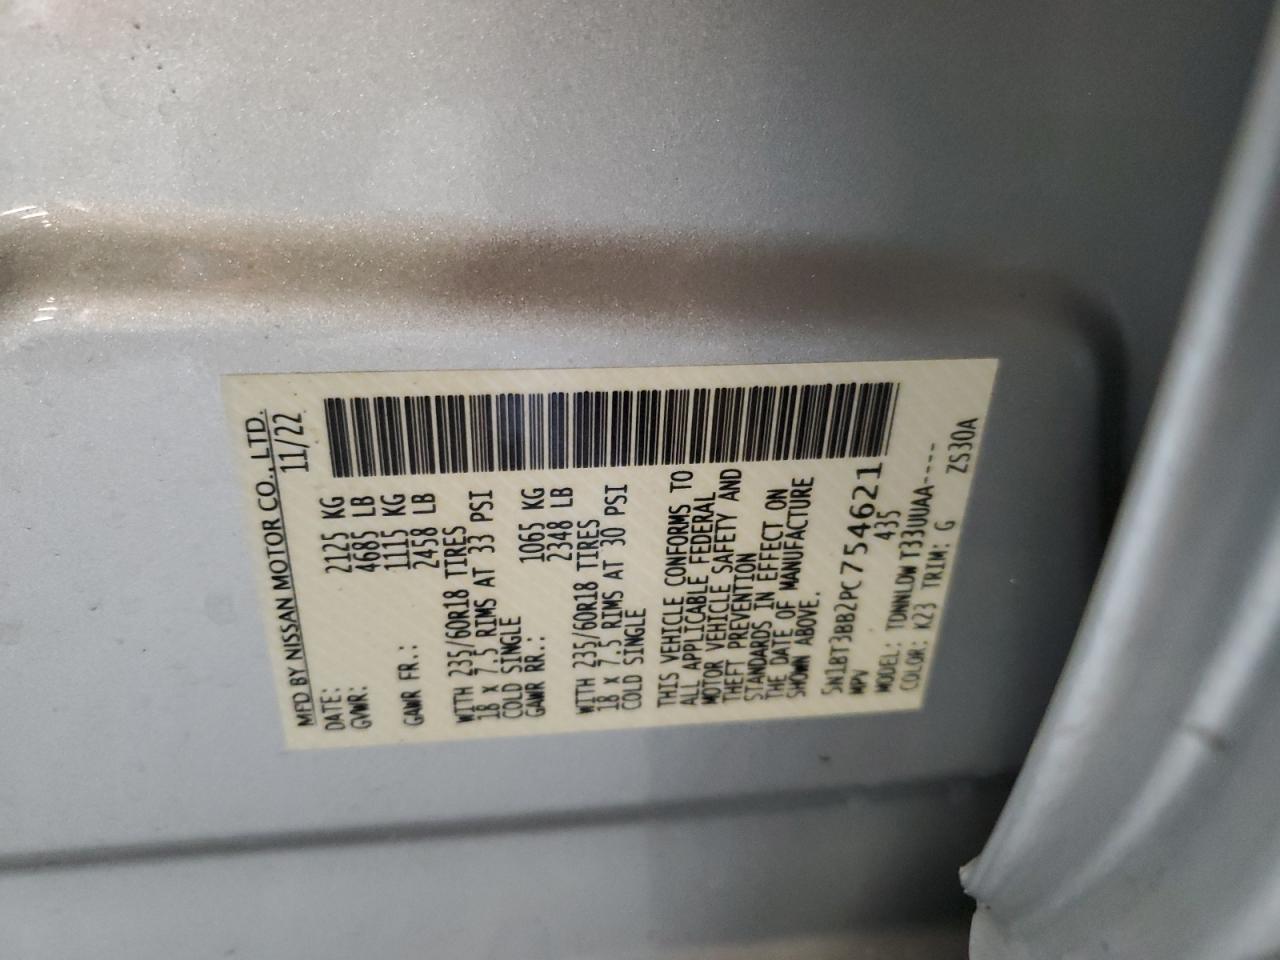 MFD BY NISSAN MOTOR CO., LTD.
DATE: 11/22
GVWR: 2125 KG
4685 LB
GAWR FR.: 1115 KG
2458 LB
WITH 235/60R18 TIRES
18 x 7.5 RIMS AT 33 PSI
COLD SINGLE
GAWR RR.: 1065 KG
2348 LB
WITH 235/60R18 TIRES
18 x 7.5 RIMS AT 30 PSI
COLD SINGLE
THIS VEHICLE CONFORMS TO
ALL APPLICABLE FEDERAL
MOTOR VEHICLE SAFETY AND
THEFT PREVENTION
STANDARDS IN EFFECT ON
THE DATE OF MANUFACTURE
SHOWN ABOVE.
5N1BT3BB2PC754621
MPV 435
MODEL: TDNNLDW T33UUAA----
COLOR: K23 TRIM: G ZS30A